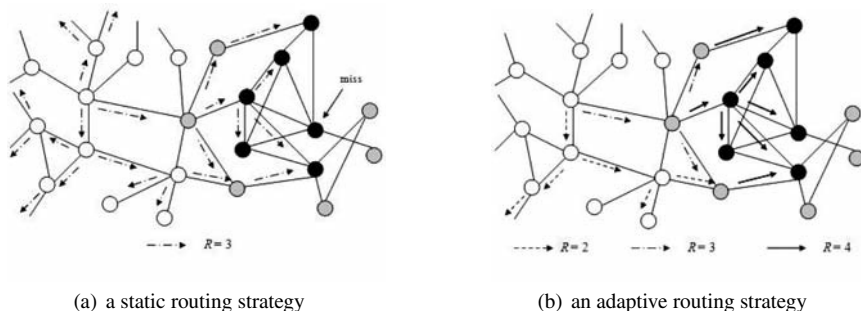 miss
R = 3
R = 2
R = 3
R = 4
(a) a static routing strategy
(b) an adaptive routing strategy